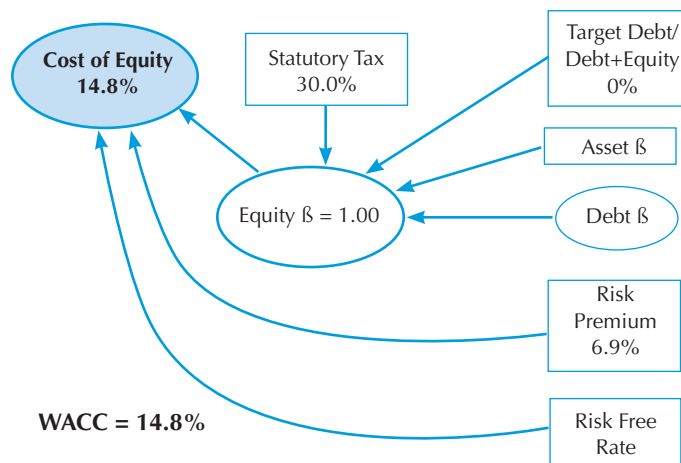 Cost of Equity
14.8%
Statutory Tax
30.0%
Target Debt/
Debt+Equity
0%
Asset ß
Equity ß = 1.00
Debt ß
Risk
Premium
6.9%
WACC = 14.8%
Risk Free
Rate